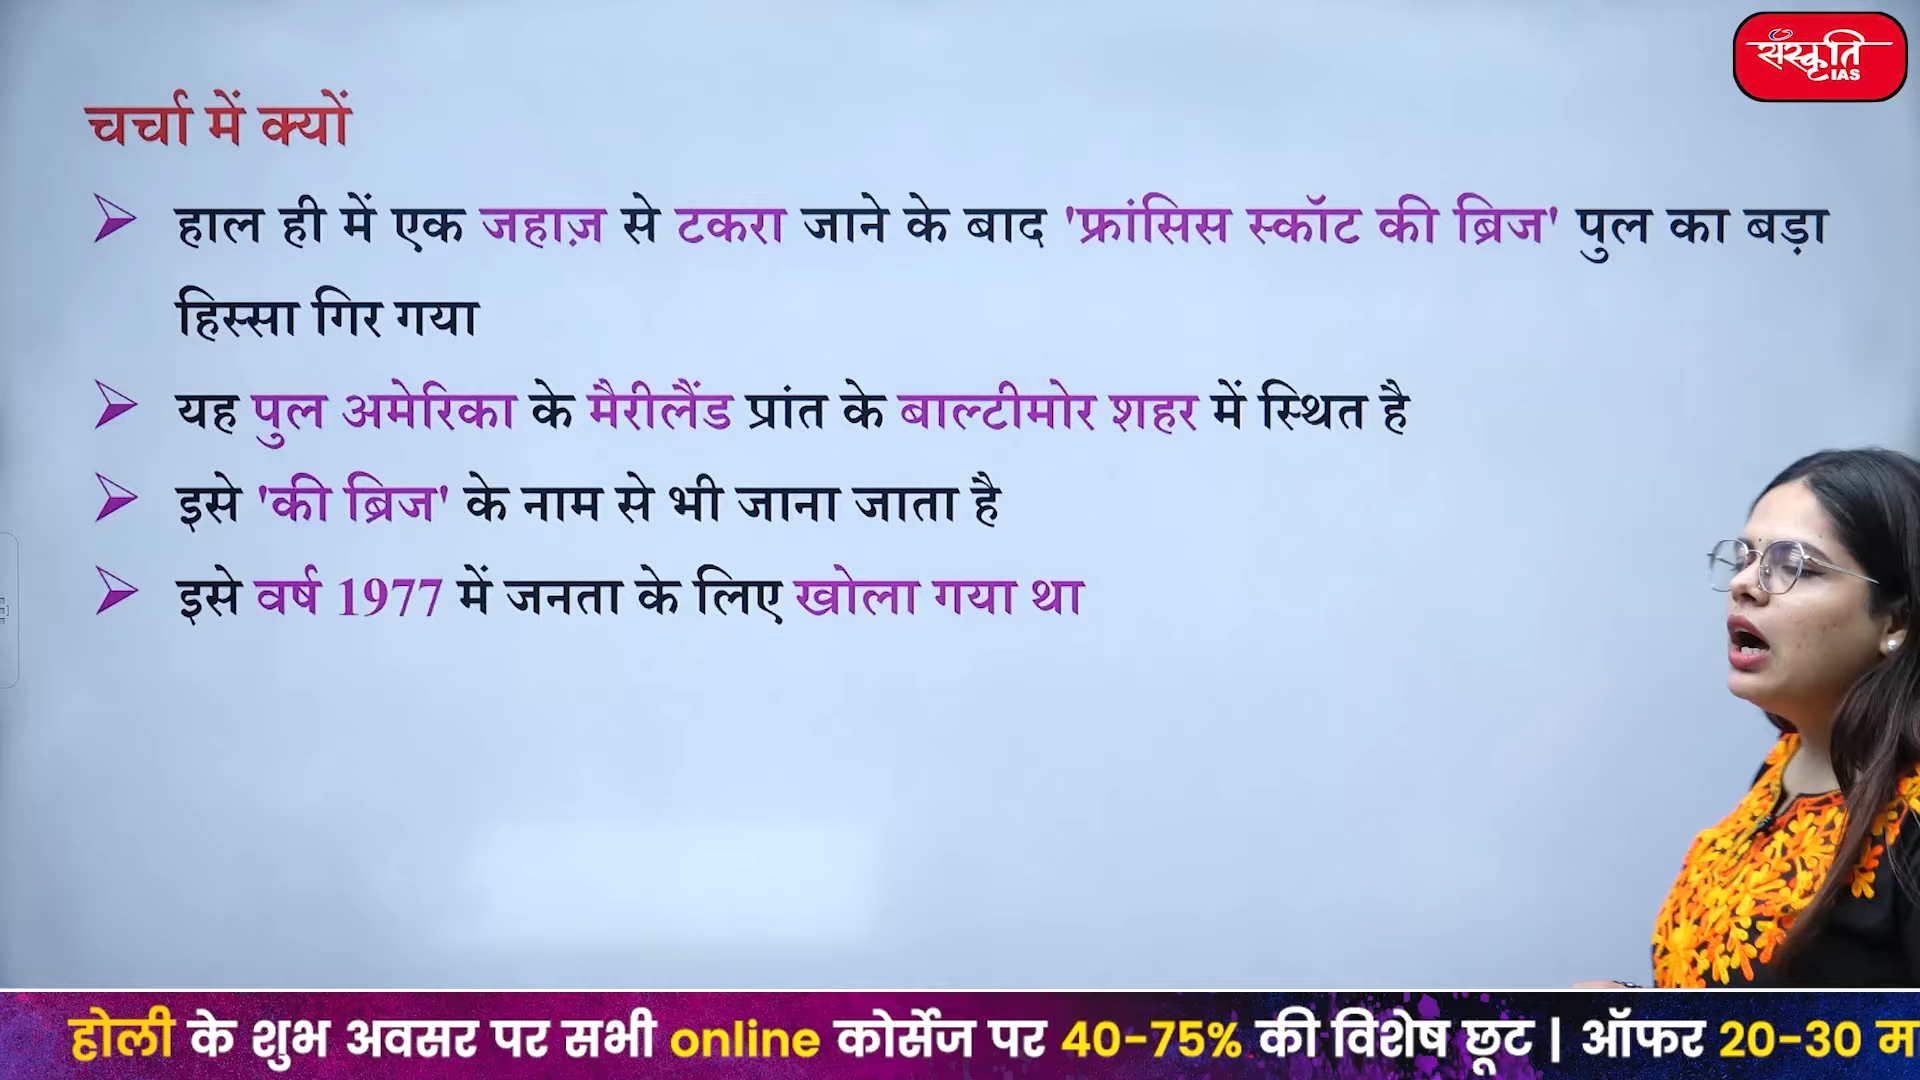 संस्कृति
IAS
चर्चा में क्यों
हाल ही में एक जहाज़ से टकरा जाने के बाद 'फ्रांसिस स्कॉट की ब्रिज' पुल का बड़ा
हिस्सा गिर गया
यह पुल अमेरिका के मैरीलैंड प्रांत के बाल्टीमोर शहर में स्थित है
इसे 'की ब्रिज' के नाम से भी जाना जाता है
इसे वर्ष 1977 में जनता के लिए खोला गया था
होली के शुभ अवसर पर सभी online कोर्सेज पर 40-75% की विशेष छूट | ऑफर 20-30